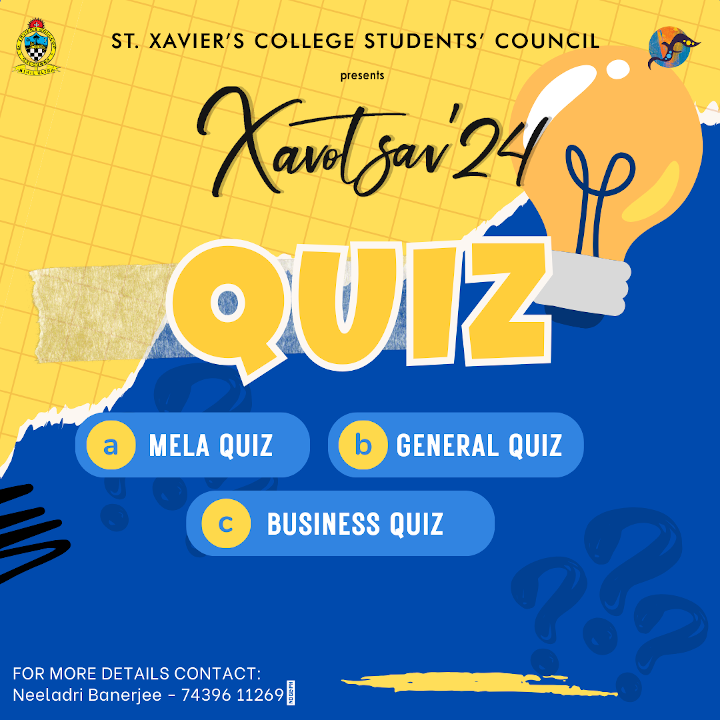 ST. XAVIER'S COLLEGE STUDENTS' COUNCIL
presents
Xavotsav'24
QUIZ
a MELA QUIZ
b GENERAL QUIZ
c BUSINESS QUIZ
FOR MORE DETAILS CONTACT:
Neeladri Banerjee - 74396 11269